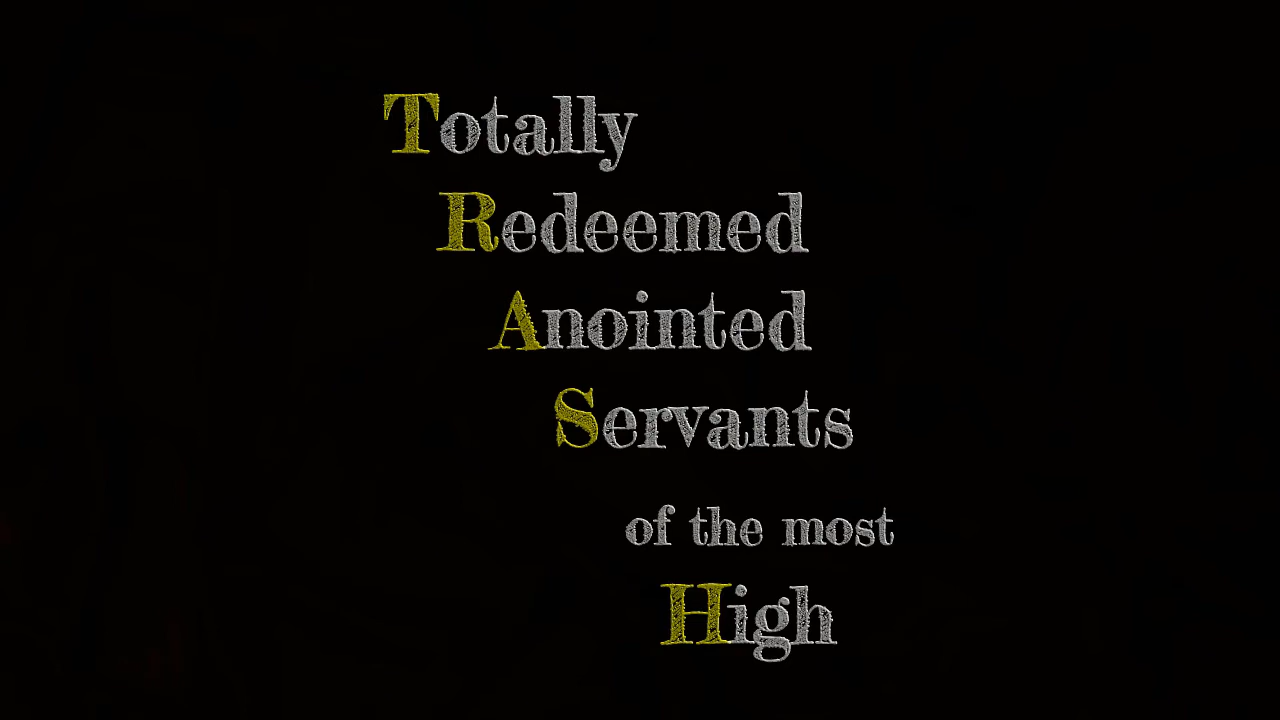 Totally
Redeemed
Anointed
Servants
of the most
High